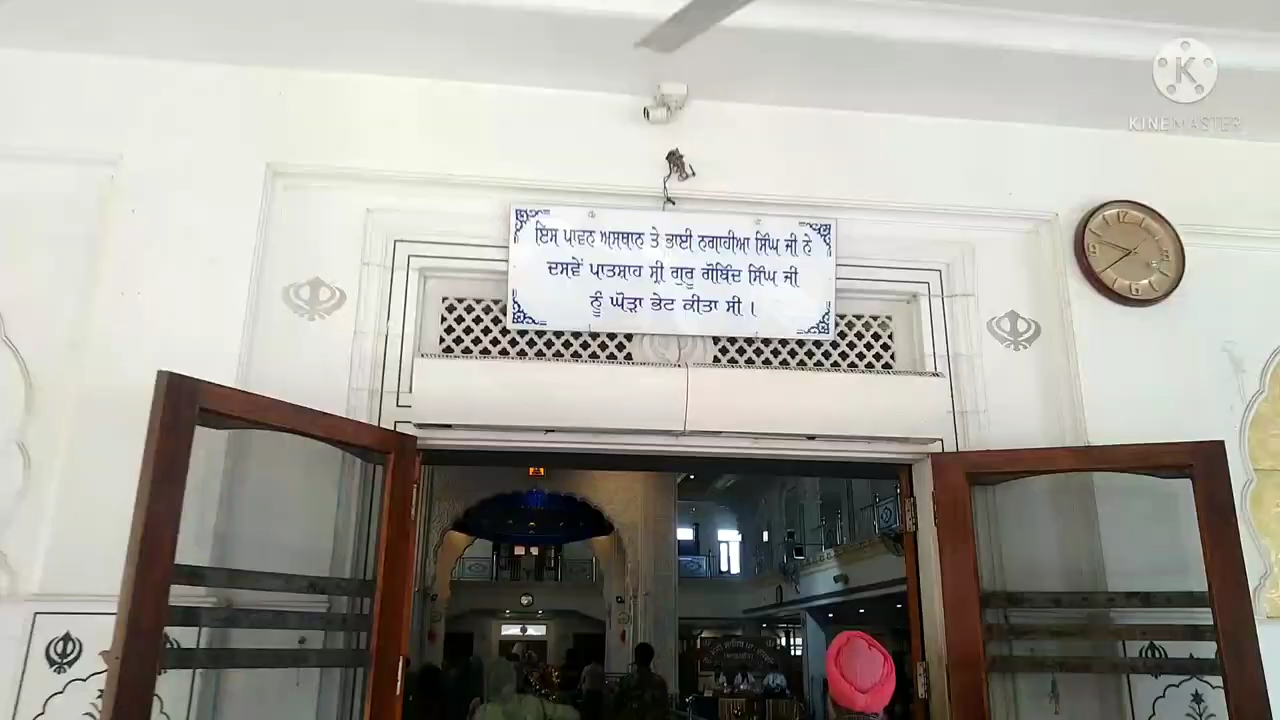 KINEMASTER
ਇਸ ਪਾਵਨ ਅਸਥਾਨ ਤੇ ਭਾਈ ਨਗਾਹੀਆ ਸਿੰਘ ਜੀ ਨੇ
ਦਸਵੇਂ ਪਾਤਸ਼ਾਹ ਸ੍ਰੀ ਗੁਰੂ ਗੋਬਿੰਦ ਸਿੰਘ ਜੀ
ਨੂੰ ਘੋੜਾ ਭੇਟ ਕੀਤਾ ਸੀ ।